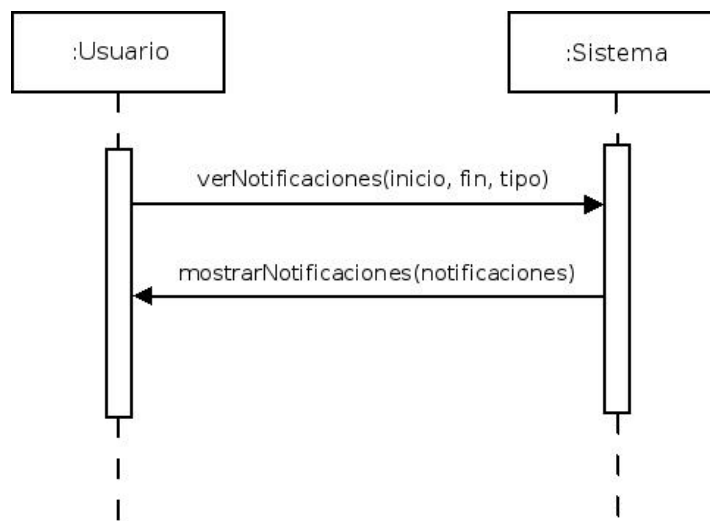 :Usuario
:Sistema
verNotificaciones(inicio, fin, tipo)
mostrarNotificaciones(notificaciones)